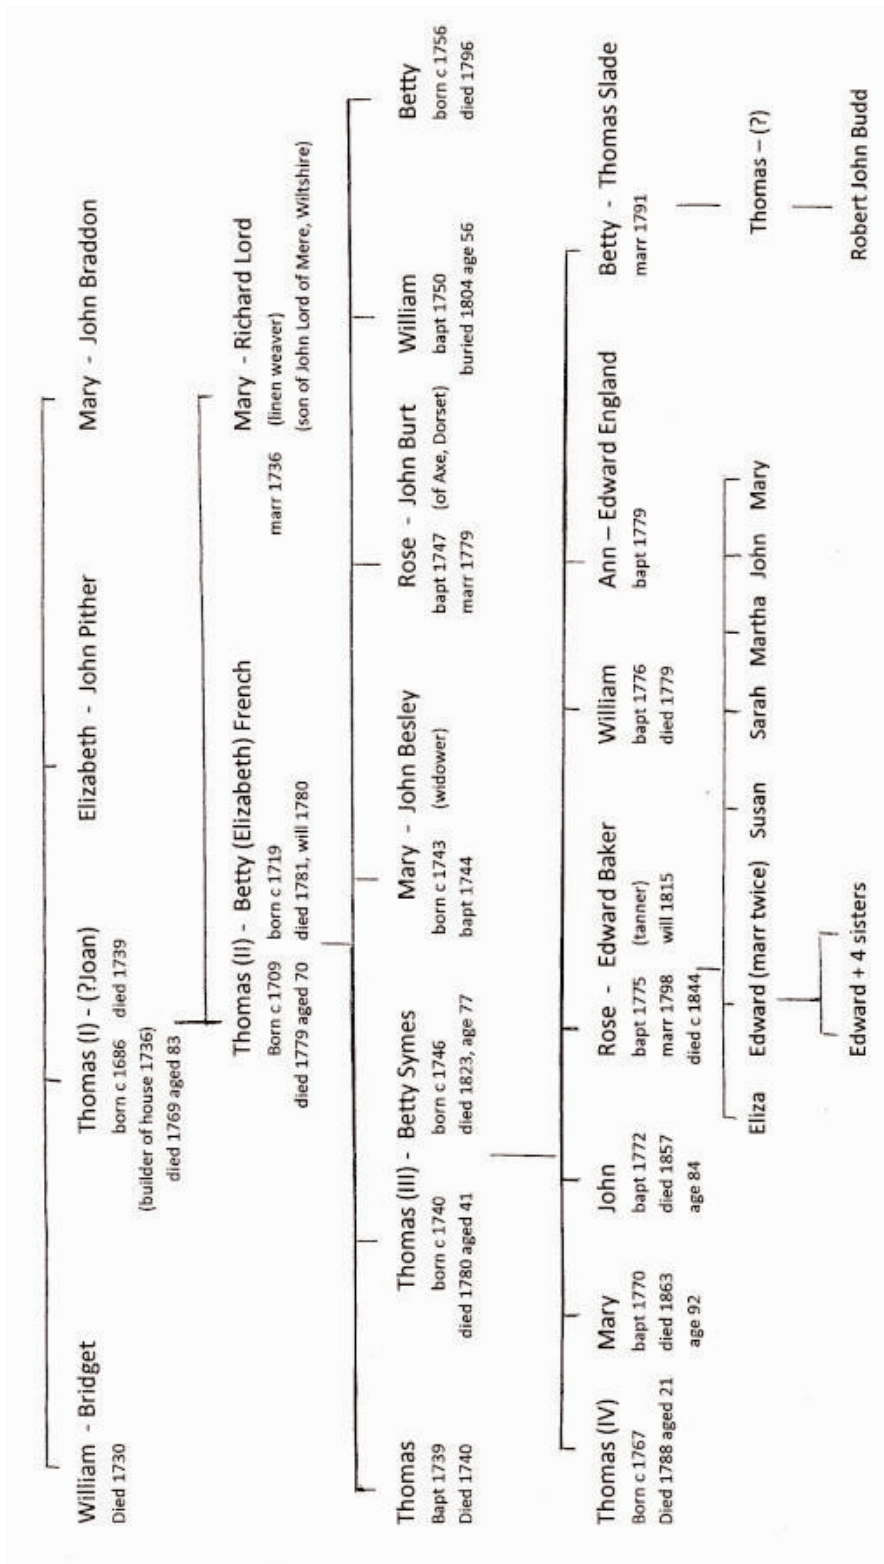 William - Bridget
Died 1730
Thomas (I) - (?Joan)
born c 1686 died 1739
(builder of house 1736)
died 1769 aged 83
Elizabeth - John Pither
Mary - John Braddon
Thomas (II) - Betty (Elizabeth) French
Born c 1709 born c 1719
died 1779 aged 70 died 1781, will 1780
Mary - Richard Lord
(linen weaver)
marr 1736
(son of John Lord of Mere, Wiltshire)
Thomas
Bapt 1739
Died 1740
Thomas (III) - Betty Symes
born c 1740 born c 1746
died 1780 aged 41 died 1823, age 77
Mary - John Besley
born c 1743 (widower)
bapt 1744
Rose - John Burt
bapt 1747 (of Axe, Dorset)
marr 1779
William
bapt 1750
buried 1804 age 56
Betty
born c 1756
died 1796
Thomas (IV)
Born c 1767
Died 1788 aged 21
Mary
bapt 1770
died 1863
age 92
John
bapt 1772
died 1857
age 84
Rose - Edward Baker
bapt 1775 (tanner)
marr 1798 will 1815
died c 1844
William
bapt 1776
died 1779
Ann – Edward England
bapt 1779
Betty - Thomas Slade
marr 1791
Eliza Edward (marr twice) Susan Sarah Martha John Mary
Thomas – (?)
Edward + 4 sisters
Robert John Budd